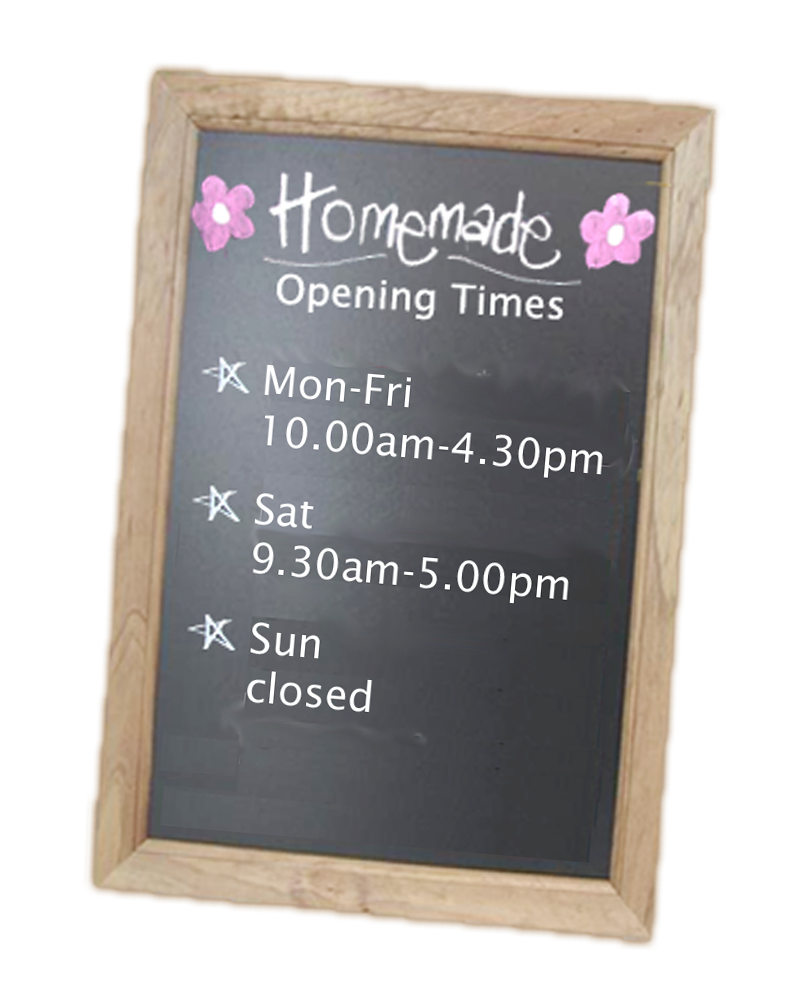 Homemade
Opening Times
Mon-Fri
10.00am-4.30pm
Sat
9.30am-5.00pm
Sun
closed